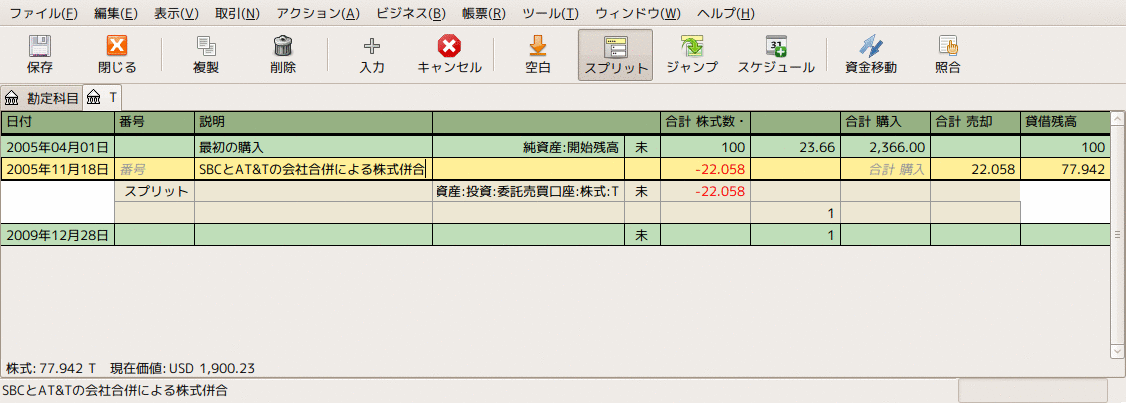 ファイル(F) 編集(E) 表示(V) 取引(N) アクション(A) ビジネス(B) 帳票(R) ツール(T) ウィンドウ(W) ヘルプ(H)
保存 閉じる 複製 削除 入力 キャンセル 空白 スプリット ジャンプ スケジュール 資金移動 照合
勘定科目 T
日付 番号 説明 合計 株式数・ 合計 購入 合計 売却 貸借残高
2005年04月01日 最初の購入 純資産:開始残高 未 100 23.66 2,366.00 100
2005年11月18日 番号 SBCとAT&Tの会社合併による株式併合 -22.058 合計 購入 22.058 77.942
スプリット 資産:投資:委託売買口座:株式:T 未 -22.058
1
2009年12月28日 未 1
株式: 77.942 T 現在価値: USD 1,900.23
SBCとAT&Tの会社合併による株式併合